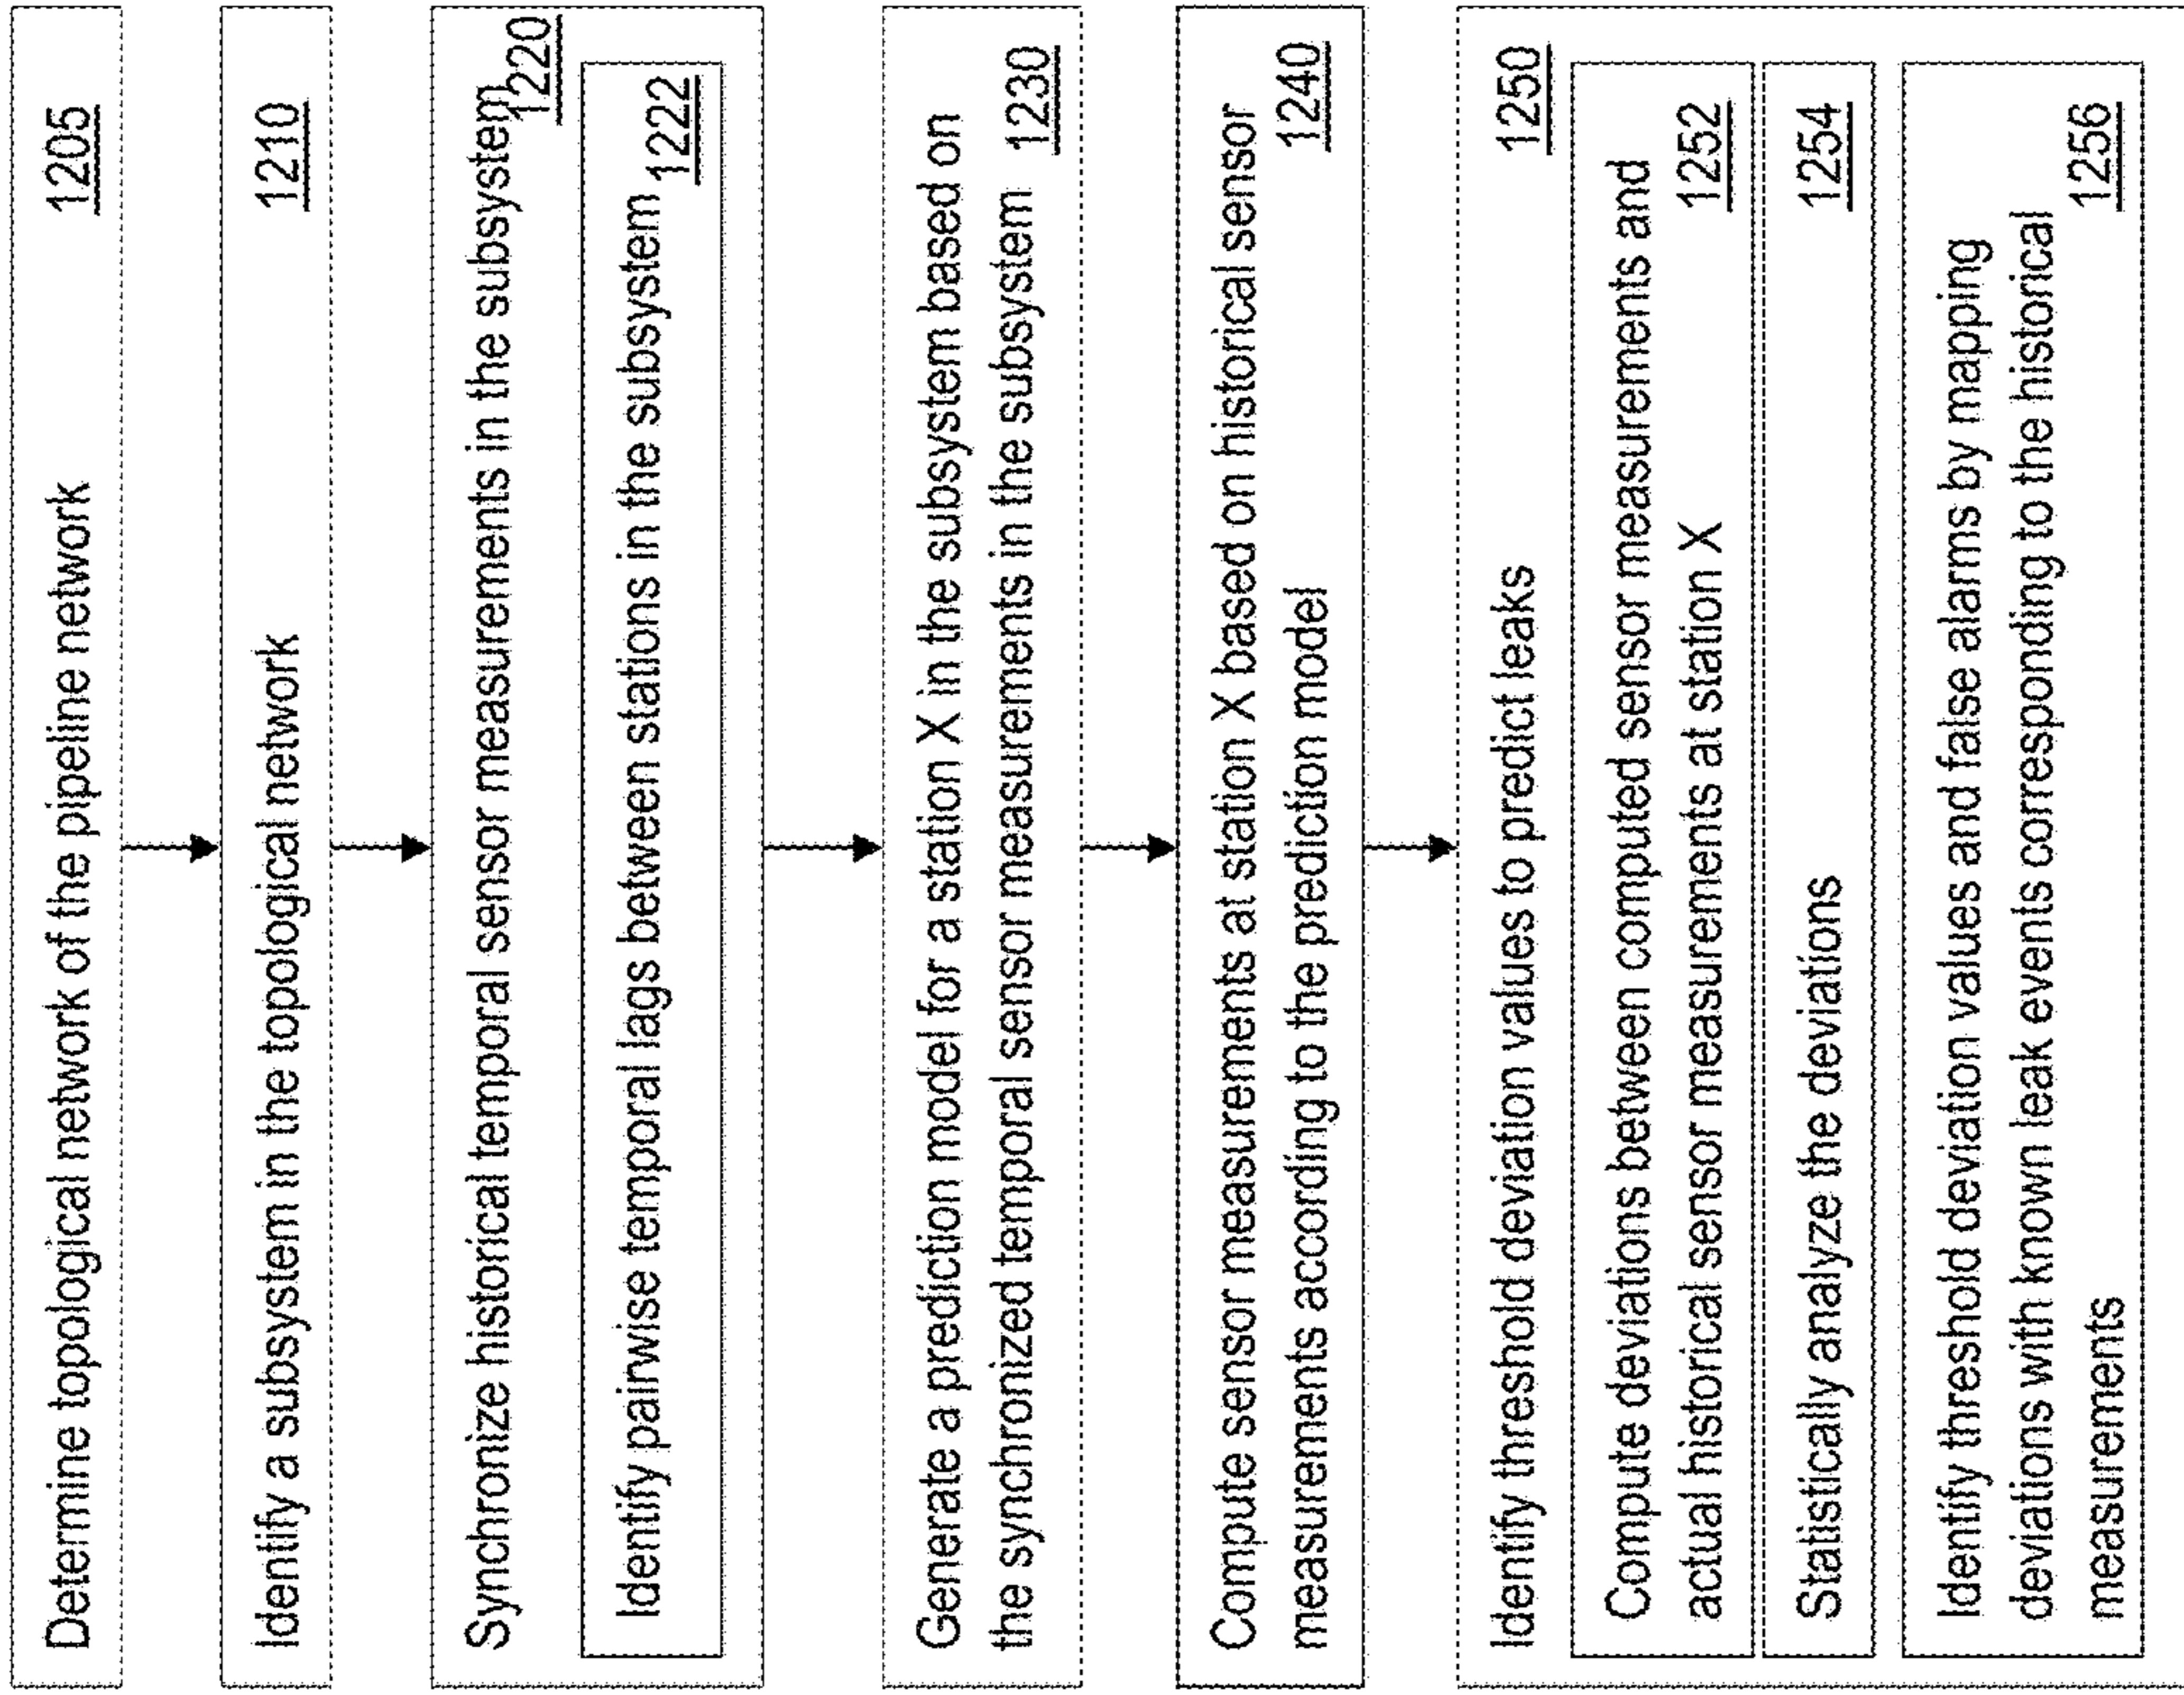 Determine topological network of the pipeline network 1205
Identify a subsystem in the topological network 1210
Synchronize historical temporal sensor measurements in the subsystem
1220
Identify pairwise temporal lags between stations in the subsystem
1222
Generate a prediction model for a station X in the subsystem based on
the synchronized temporal sensor measurements in the subsystem 1230
Compute sensor measurements at station X based on historical sensor
measurements according to the prediction model 1240
Identify threshold deviation values to predict leaks 1250
Compute deviations between computed sensor measurements and
actual historical sensor measurements at station X 1252
Statistically analyze the deviations 1254
Identify threshold deviation values and false alarms by mapping
deviations with known leak events corresponding to the historical
measurements 1256